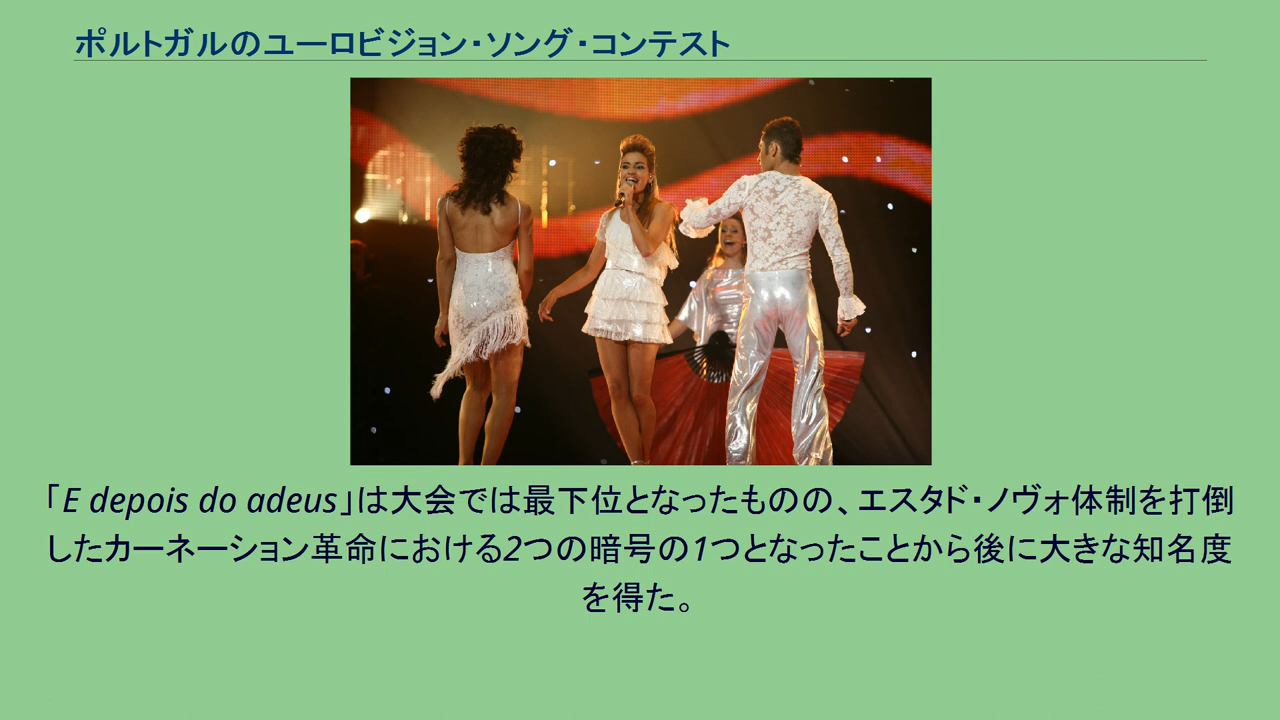 ポルトガルのユーロビジョン・ソング・コンテスト
「E depois do adeus」は大会では最下位となったものの、エスタド・ノヴォ体制を打倒
したカーネーション革命における2つの暗号の1つとなったことから後に大きな知名度
を得た。